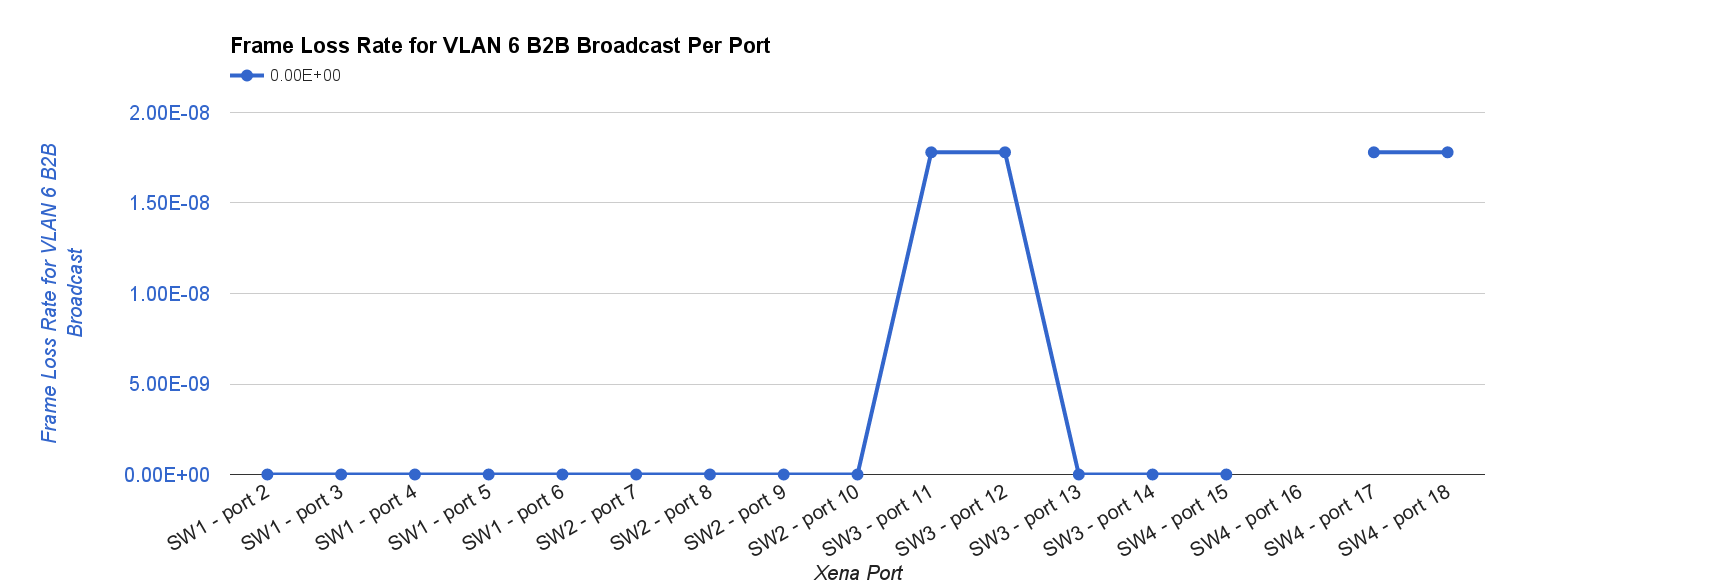 Frame Loss Rate for VLAN 6 B2B Broadcast Per Port
0.00E+00
Frame Loss Rate for VLAN 6 B2B
Broadcast
2.00E-08
1.50E-08
1.00E-08
5.00E-09
0.00E+00
SW1 - port 2
SW1 - port 3
SW1 - port 4
SW1 - port 5
SW1 - port 6
SW2 - port 7
SW2 - port 8
SW2 - port 9
SW2 - port 10
SW3 - port 11
SW3 - port 12
SW3 - port 13
SW3 - port 14
SW4 - port 15
SW4 - port 16
SW4 - port 17
SW4 - port 18
Xena Port